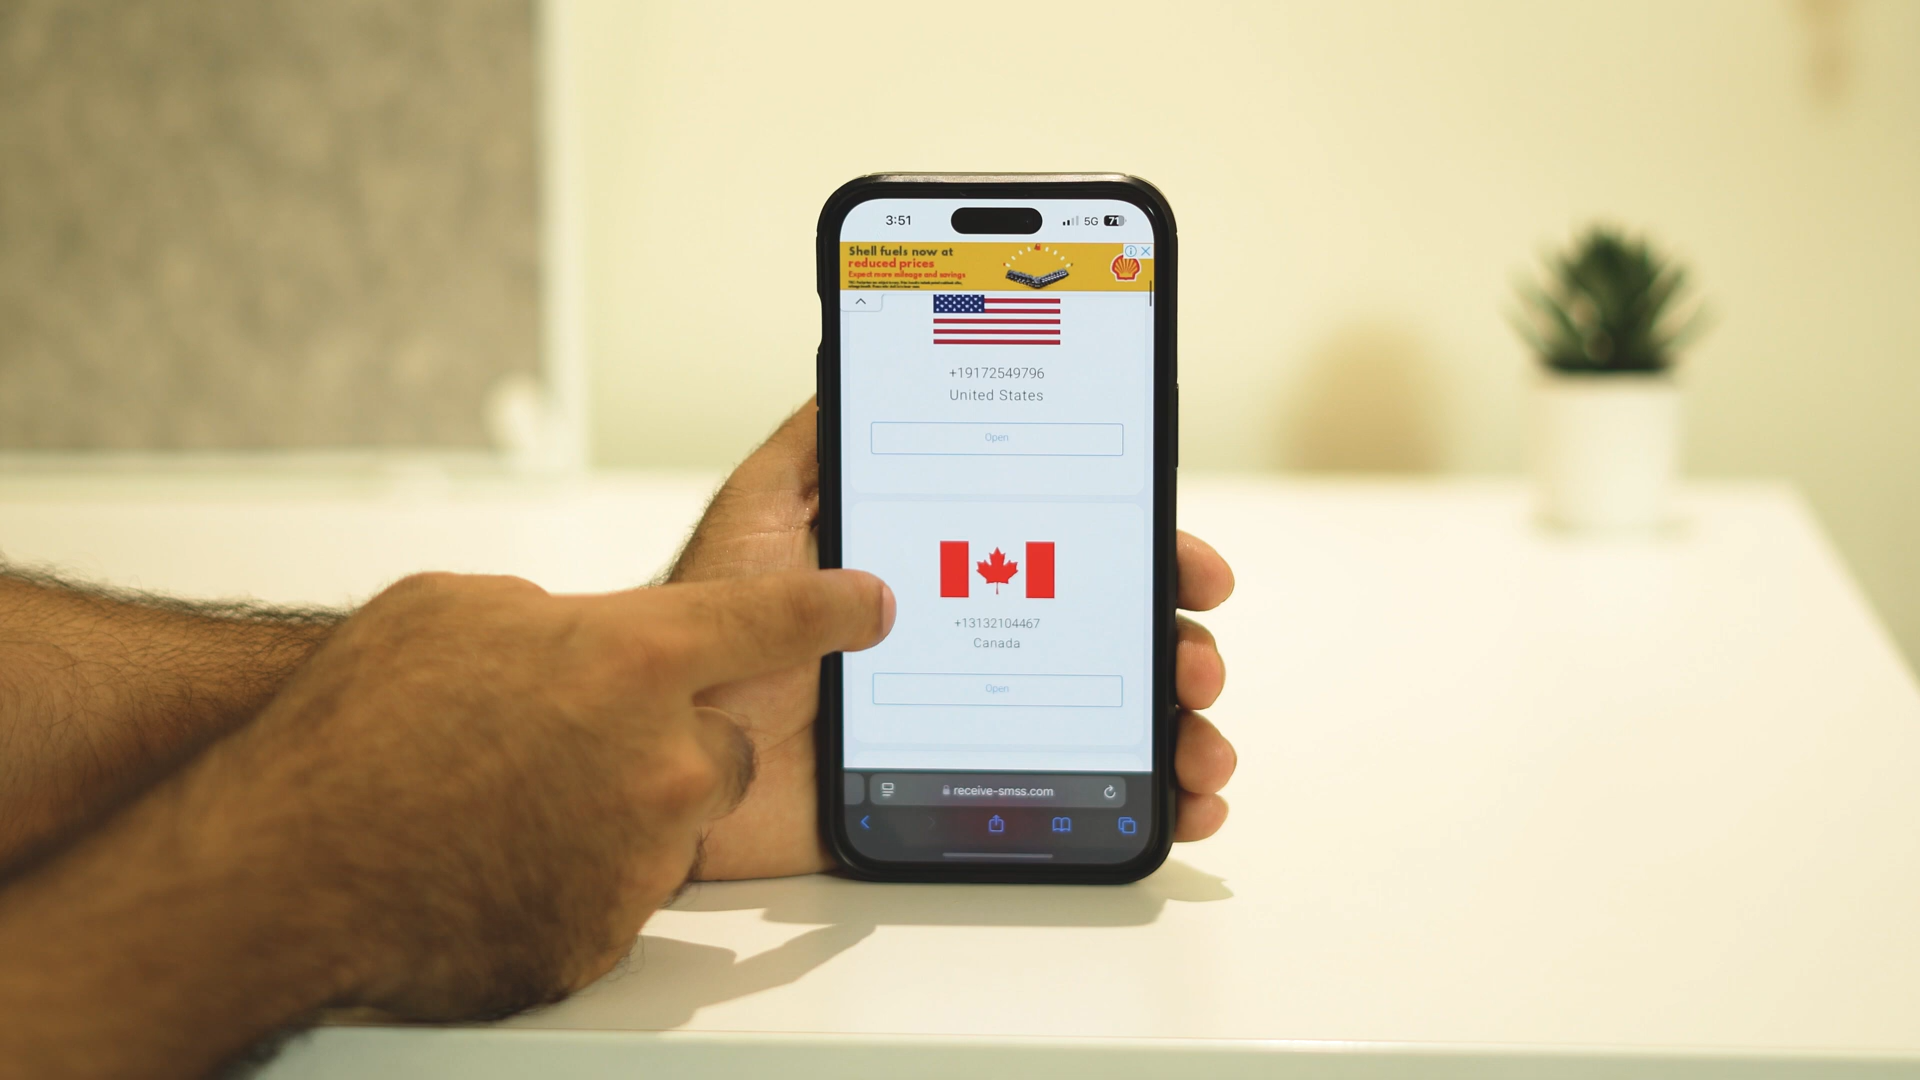 3:51
5G
71
Shell fuels now at
reduced prices
Expect more mileage and savings
+19172549796
United States
Open
+13132104467
Canada
Open
receive-smss.com